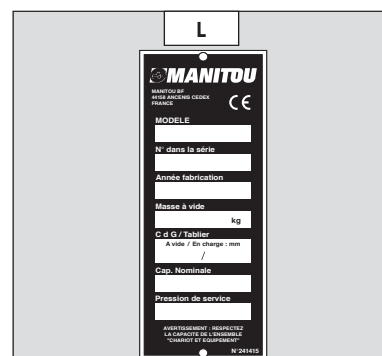 L
MANITOU
MANITOU BF
44158 ANCENIS CEDEX
FRANCE
CE
MODELE
N° dans la série
Année fabrication
Masse à vide
kg
C d G / Tablier
A vide / En charge : mm
/
Cap. Nominale
Pression de service
AVERTISSEMENT : RESPECTEZ
LA CAPACITE DE L'ENSEMBLE
"CHARIOT ET EQUIPEMENT"
N°241415